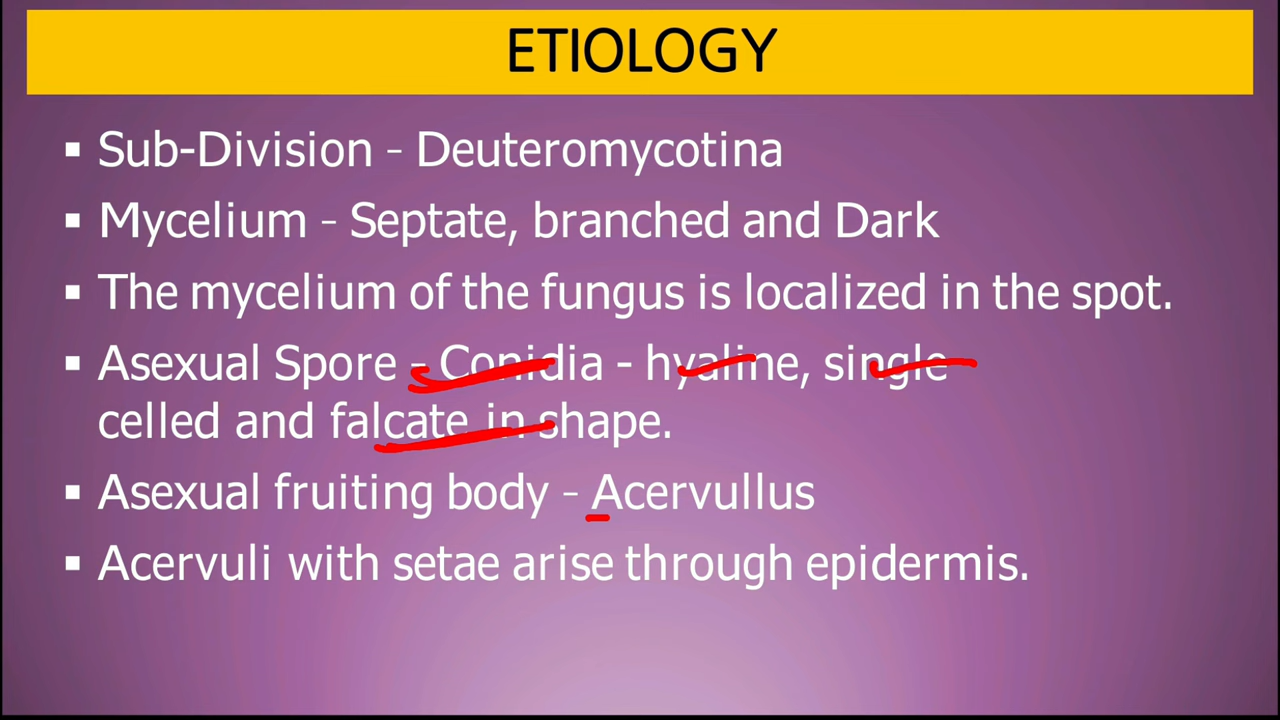 ETIOLOGY
▪ Sub-Division - Deuteromycotina
▪ Mycelium - Septate, branched and Dark
▪ The mycelium of the fungus is localized in the spot.
▪ Asexual Spore - Conidia - hyaline, single
celled and falcate in shape.
▪ Asexual fruiting body - Acervullus
▪ Acervuli with setae arise through epidermis.